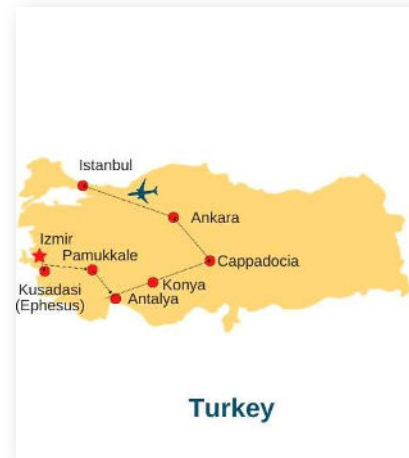 Istanbul
Ankara
Izmir
Pamukkale
Cappadocia
Konya
Kusadasi
(Ephesus)
Antalya
Turkey